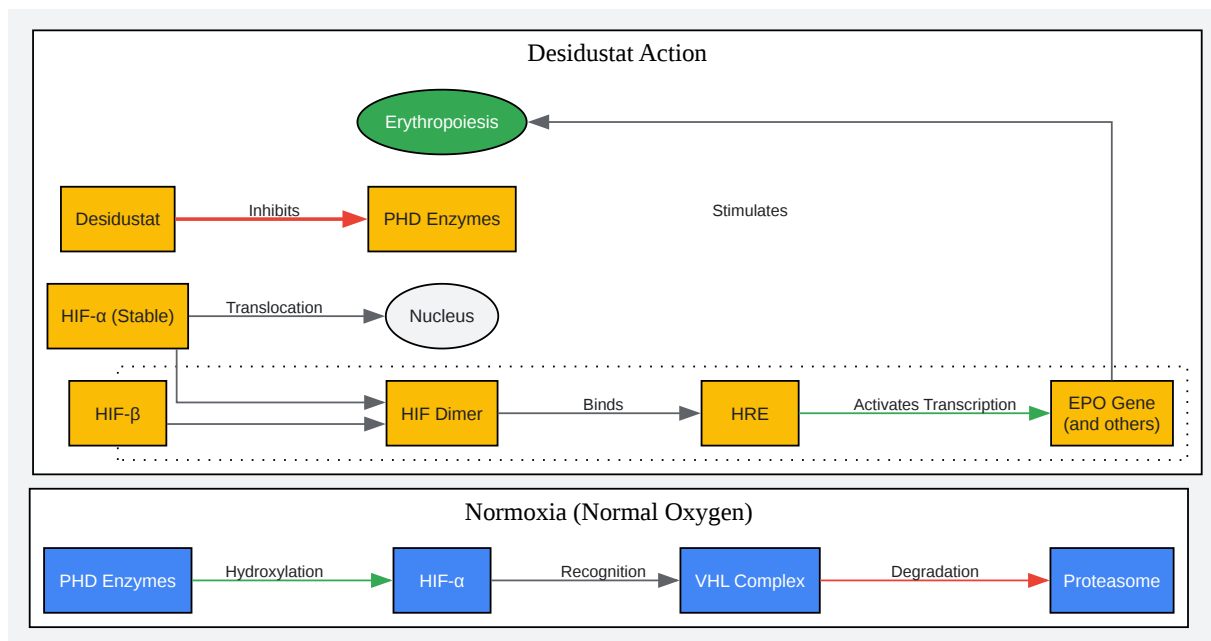 Desidustat Action
Erythropoiesis
Desidustat
Inhibits
PHD Enzymes
Stimulates
HIF-α (Stable)
Translocation
Nucleus
HIF-β
HIF Dimer
Binds
HRE
Activates Transcription
EPO Gene
(and others)
Normoxia (Normal Oxygen)
PHD Enzymes
Hydroxylation
HIF-α
Recognition
VHL Complex
Degradation
Proteasome